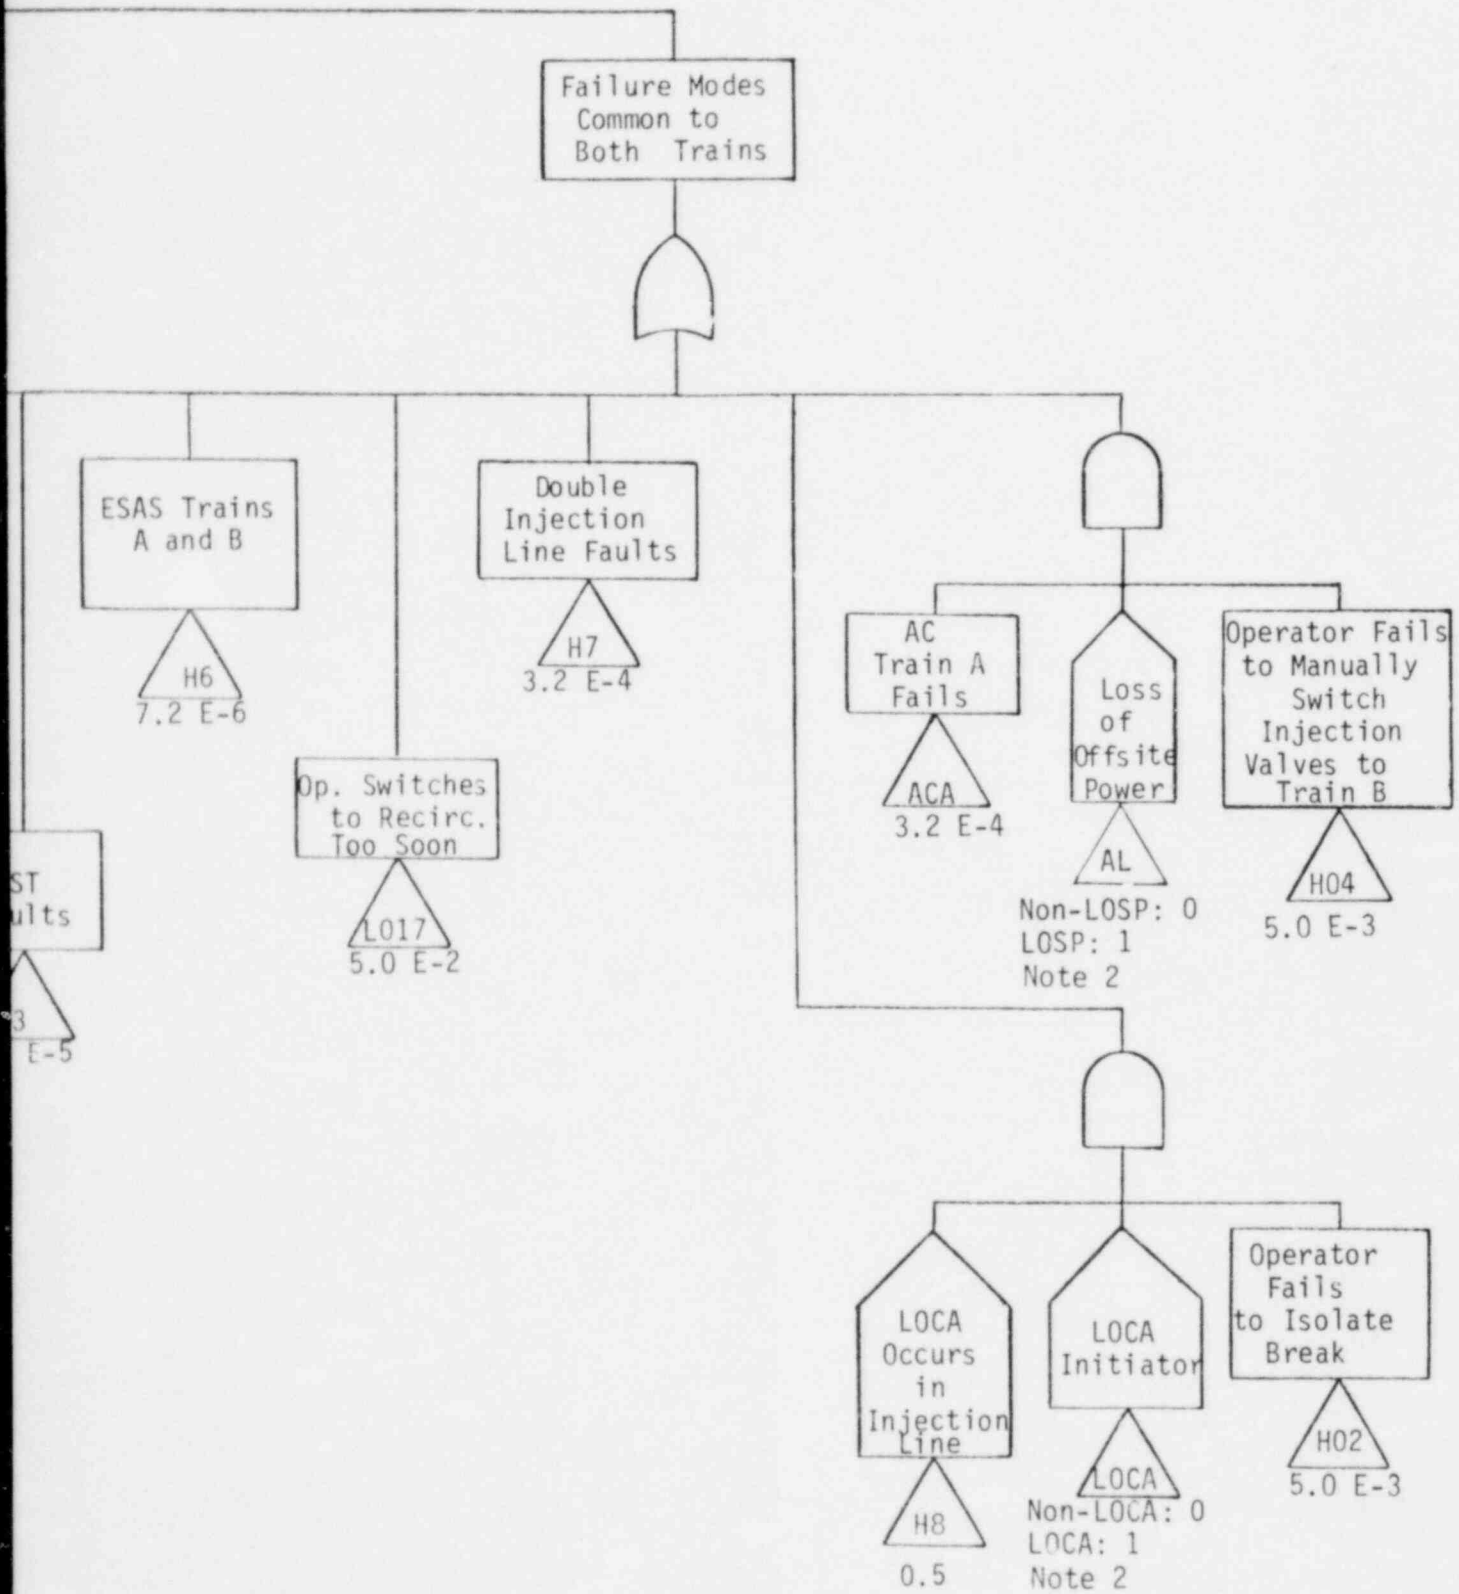 Failure Modes
Common to
Both Trains
ESAS Trains
A and B
H6
7.2 E-6
Op. Switches
to Recirc.
Too Soon
LO17
5.0 E-2
Double
Injection
Line Faults
H7
3.2 E-4
AC
Train A
Fails
ACA
3.2 E-4
Loss
of
Offsite
Power
AL
Non-LOSP: 0
LOSP: 1
Note 2
Operator Fails
to Manually
Switch
Injection
Valves to
Train B
HO4
5.0 E-3
ST
ults
3
E-5
LOCA
Occurs
in
Injection
Line
H8
0.5
LOCA
Initiator
LOCA
Non-LOCA: 0
LOCA: 1
Note 2
Operator
Fails
to Isolate
Break
HO2
5.0 E-3